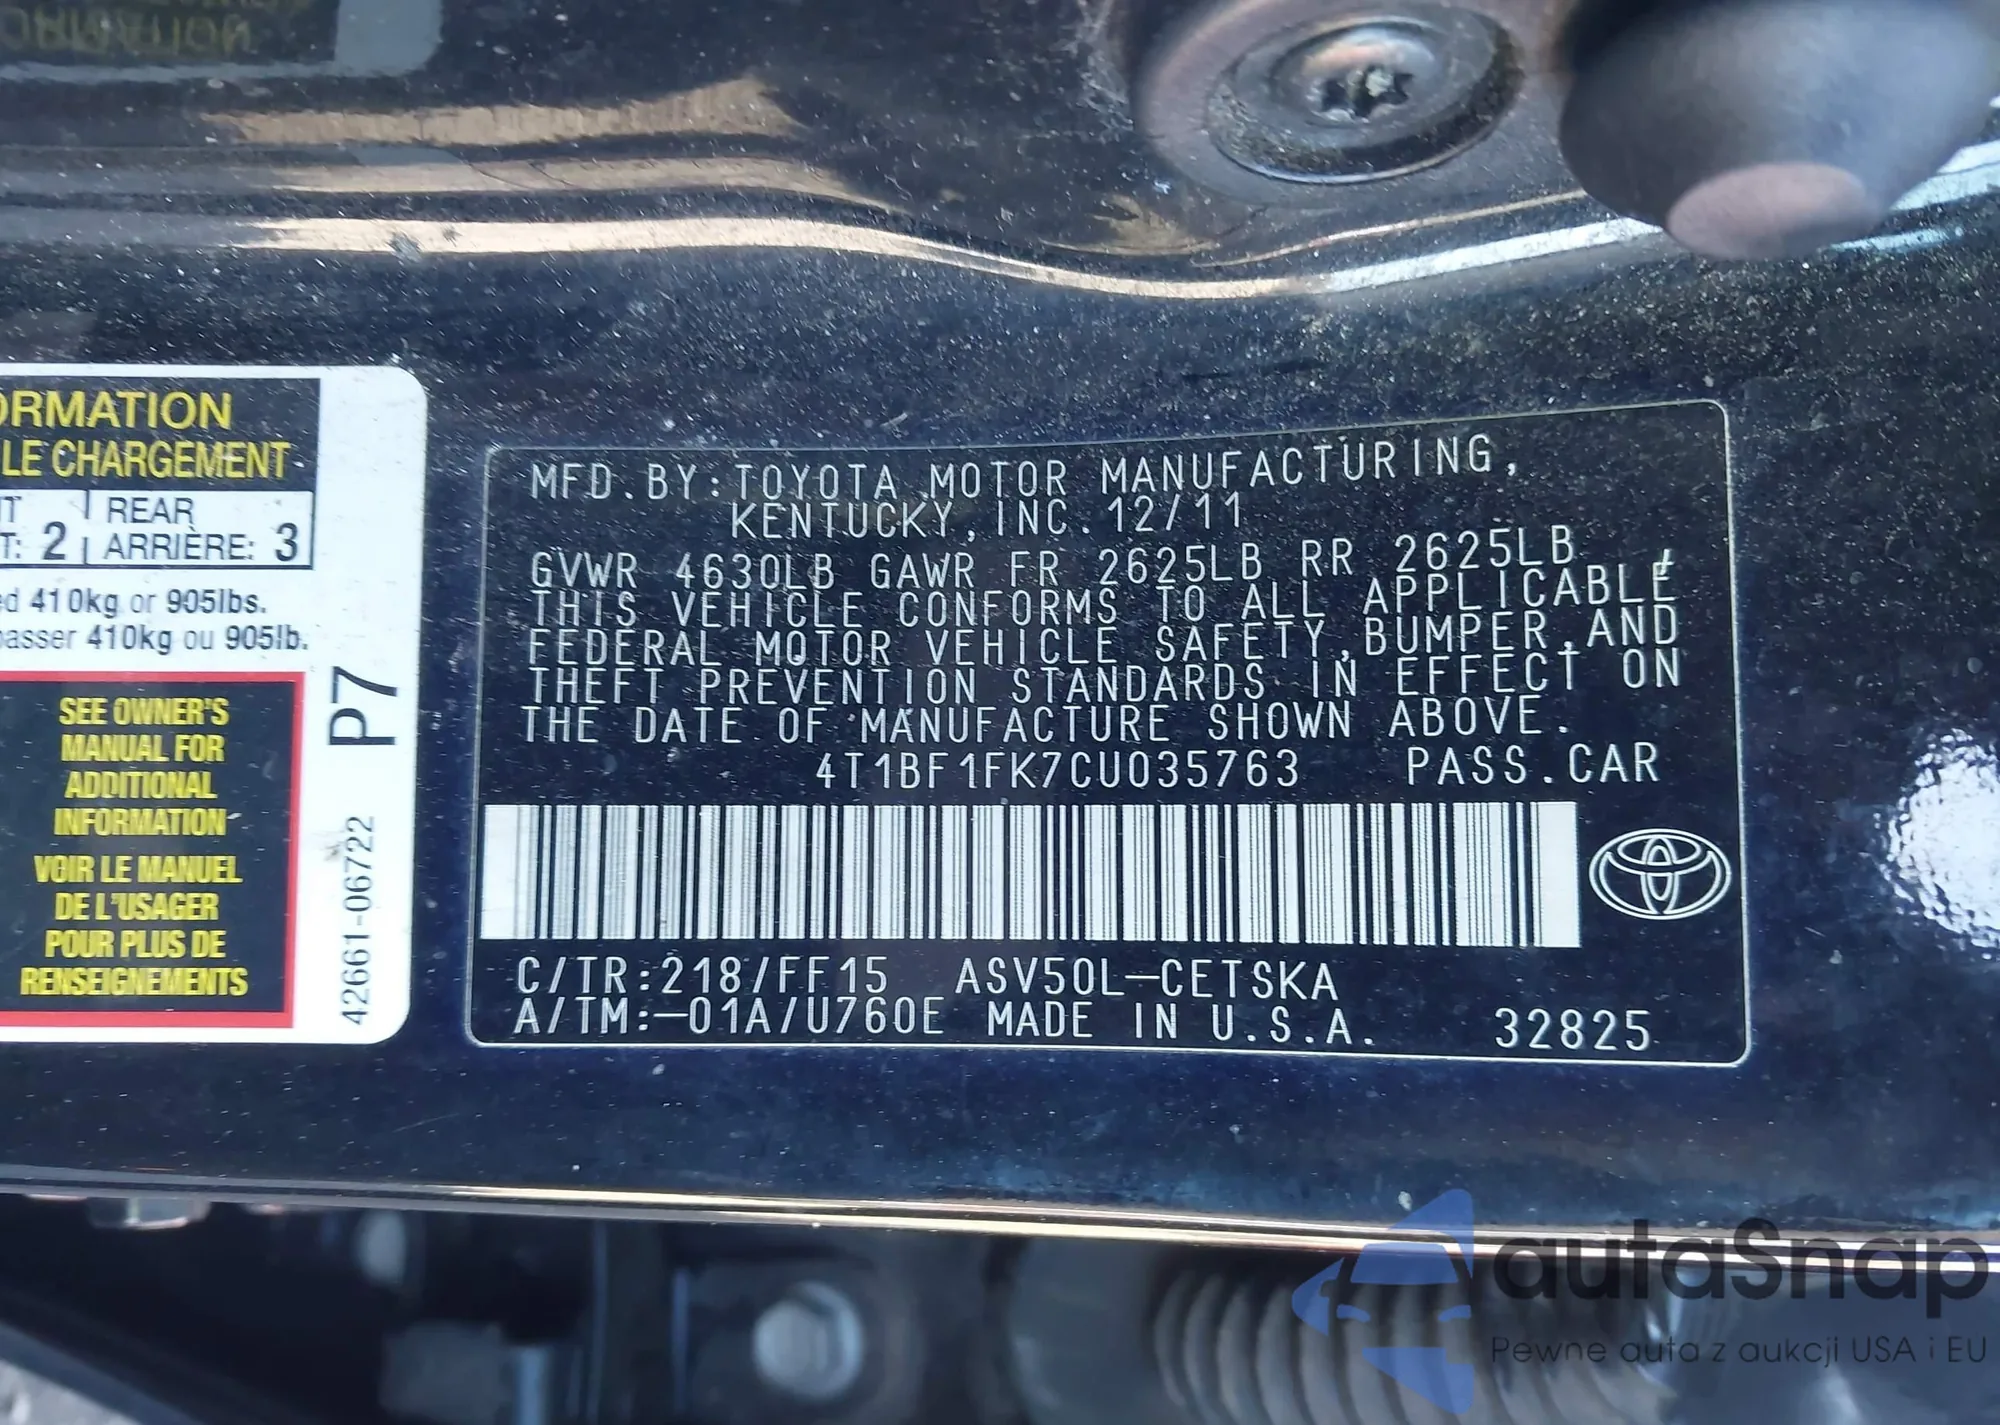 ORMATION
LE CHARGEMENT
REAR
: 2 ARRIÈRE: 3
410kg or 905lbs.
passer 410kg ou 905lb.
SEE OWNER'S
MANUAL FOR
ADDITIONAL
INFORMATION
VOIR LE MANUEL
DE L'USAGER
POUR PLUS DE
RENSEIGNEMENTS
P7
42661-06722
MFD.BY:TOYOTA MOTOR MANUFACTURING,
KENTUCKY, INC. 12/11
GVWR 4630LB GAWR FR 2625LB RR 2625LB
THIS VEHICLE CONFORMS TO ALL APPLICABLE
FEDERAL MOTOR VEHICLE SAFETY,BUMPER,AND
THEFT PREVENTION STANDARDS IN EFFECT ON
THE DATE OF MANUFACTURE SHOWN ABOVE.
4T1BF1FK7CU035763 PASS.CAR
C/TR:218/FF15 ASV50L-CETSKA
A/TM:-01A/U760E MADE IN U.S.A. 32825
autaSnap
Pewne auta z aukcji USA i EU